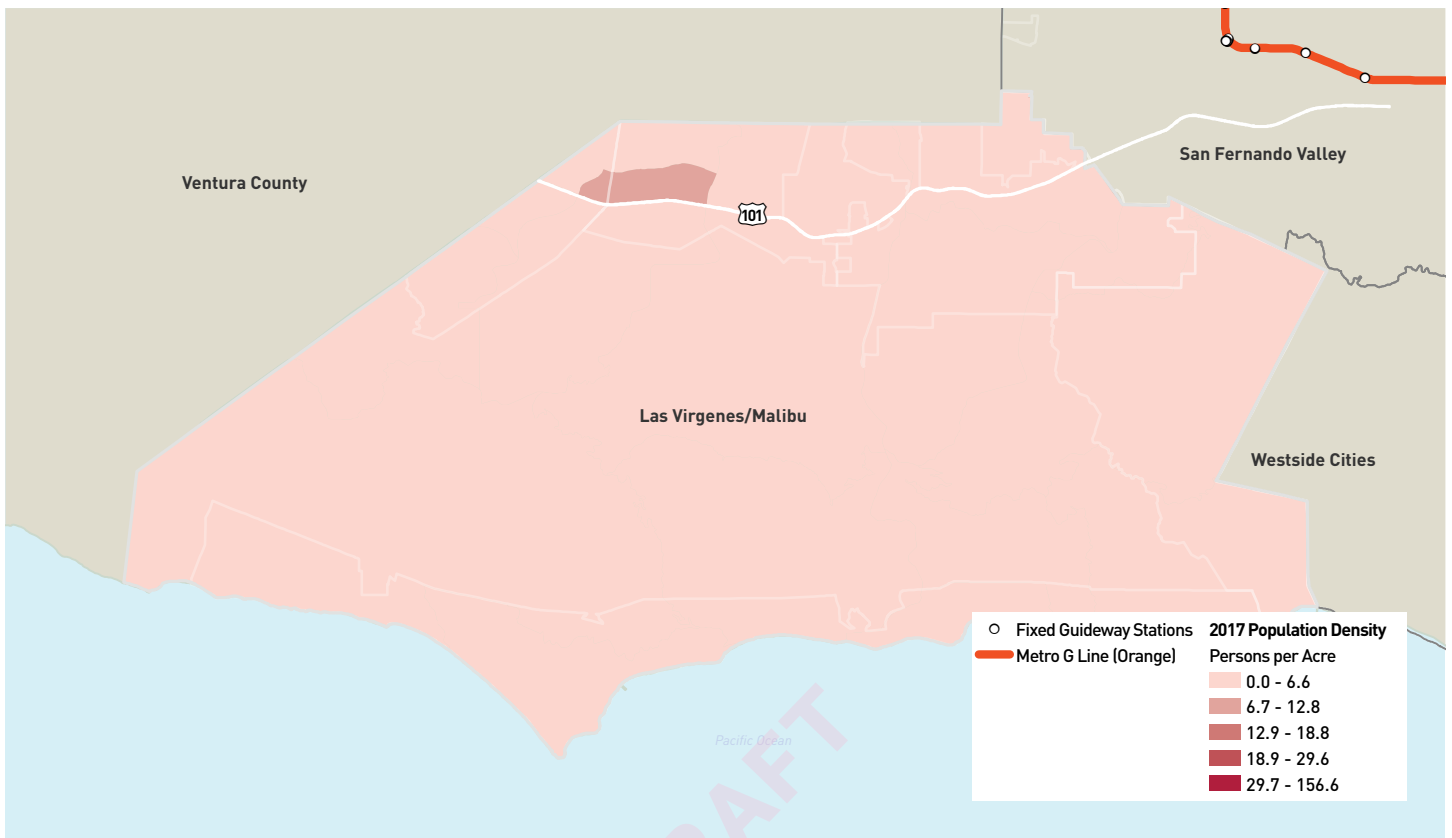 Ventura County
San Fernando Valley
101
Las Virgenes/Malibu
Westside Cities
Pacific Ocean
Fixed Guideway Stations
Metro G Line (Orange)
2017 Population Density
Persons per Acre
0.0 - 6.6
6.7 - 12.8
12.9 - 18.8
18.9 - 29.6
29.7 - 156.6
RAFT